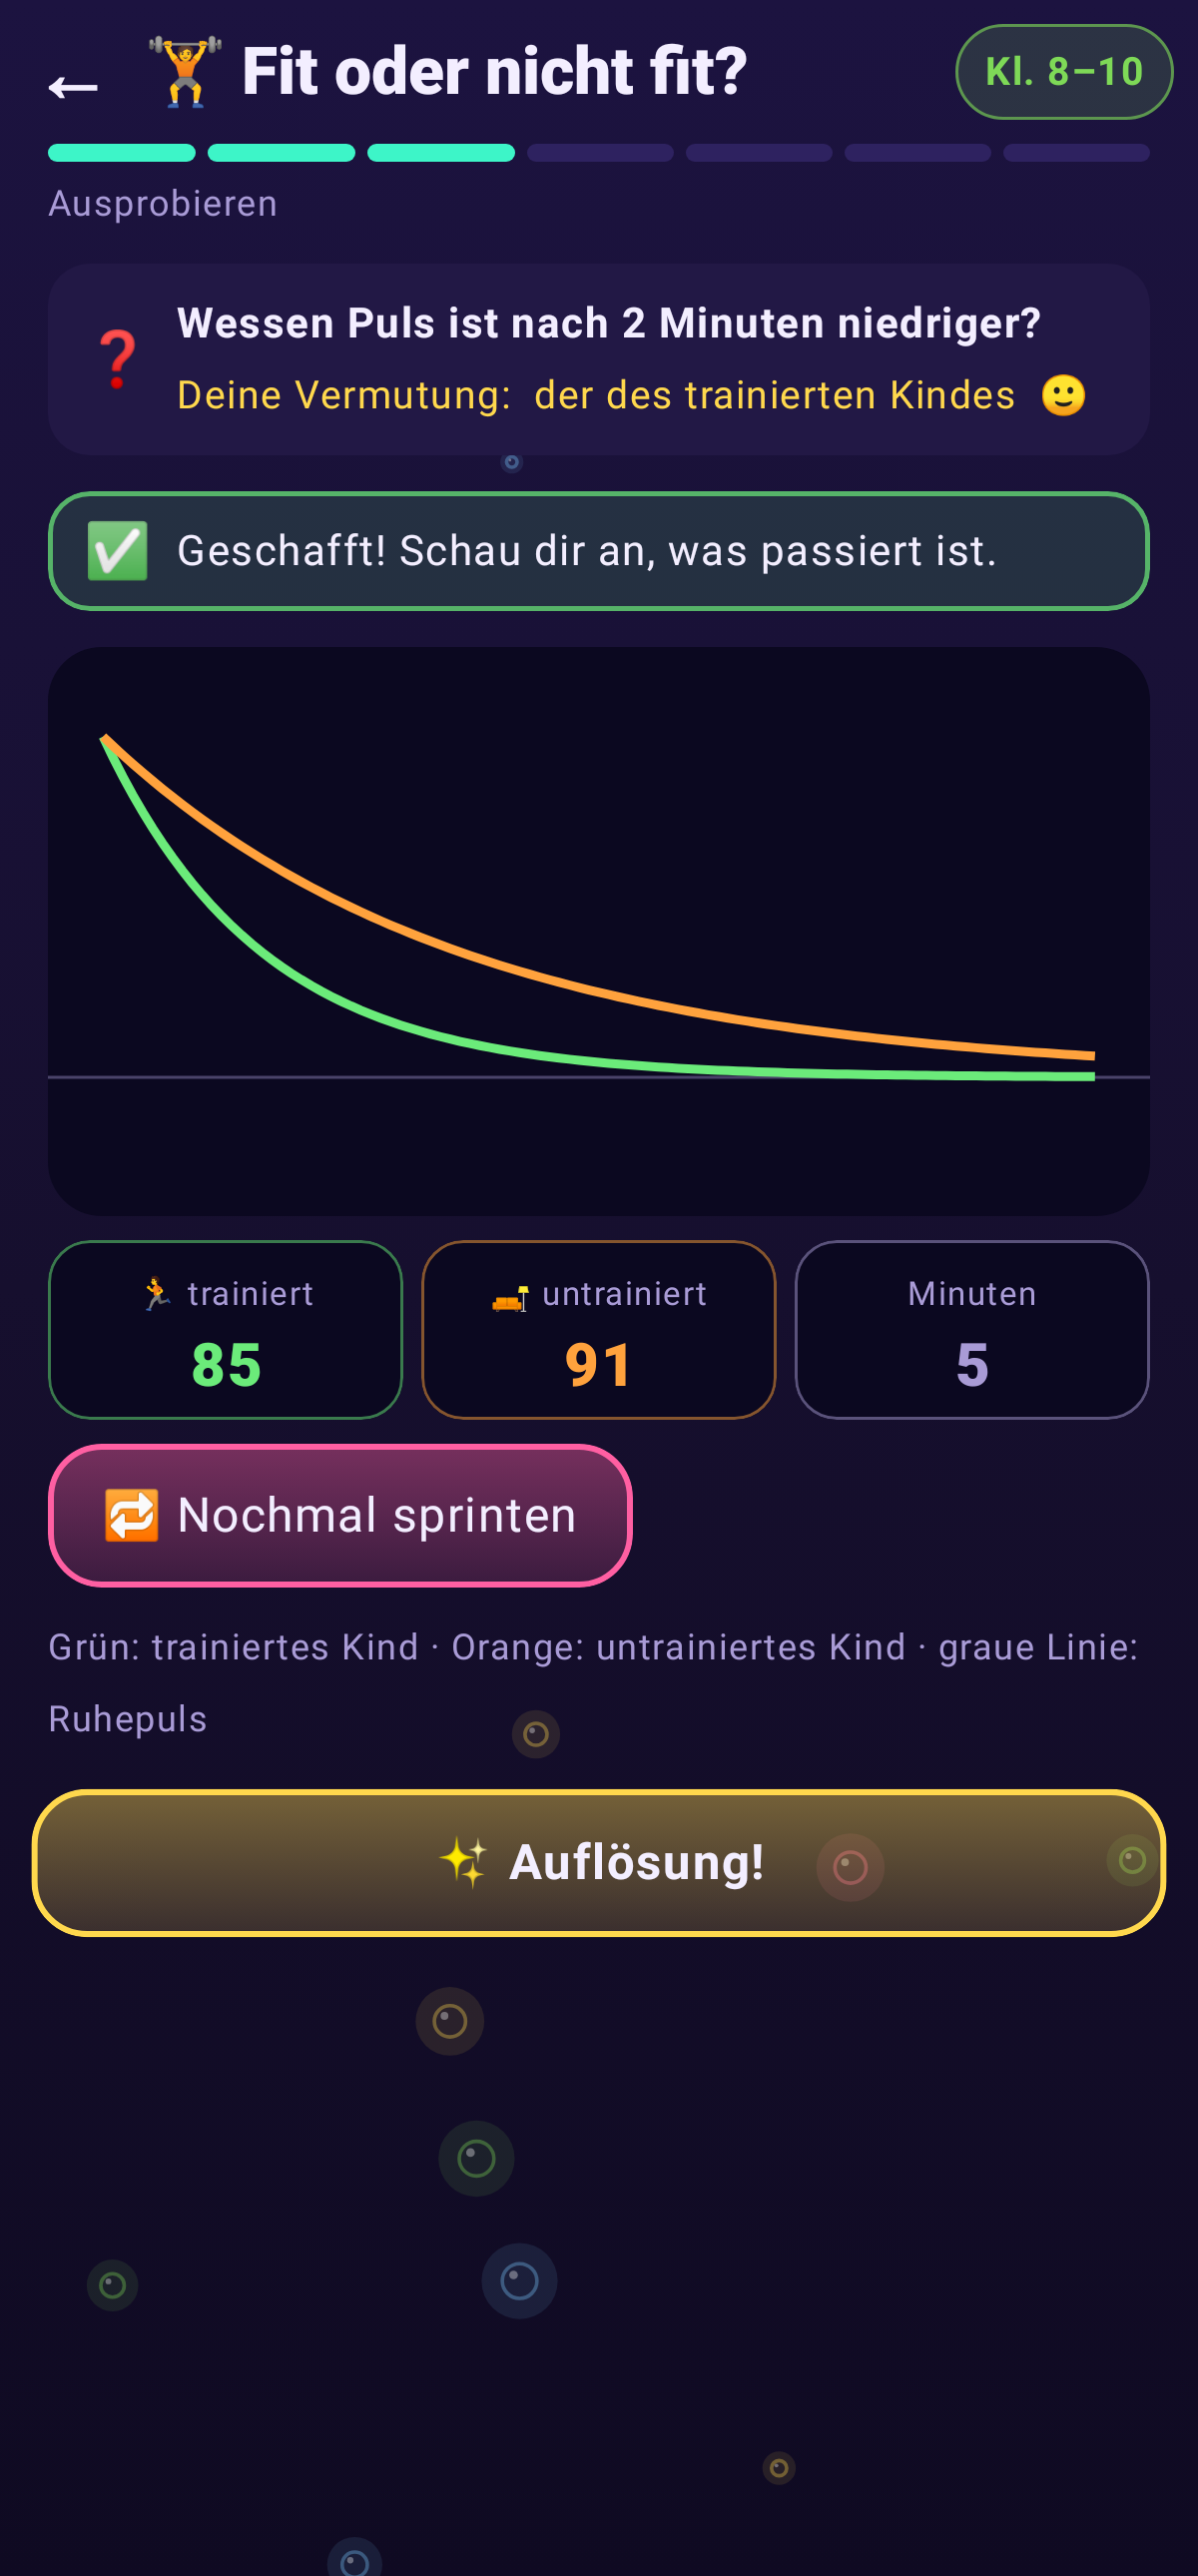 ← 🏋️ Fit oder nicht fit?
Kl. 8–10
Ausprobieren
❓ Wessen Puls ist nach 2 Minuten niedriger?
Deine Vermutung: der des trainierten Kindes 🙂
✅ Geschafft! Schau dir an, was passiert ist.
🏃 trainiert
85
🛋️ untrainiert
91
Minuten
5
🔁 Nochmal sprinten
Grün: trainiertes Kind · Orange: untrainiertes Kind · graue Linie:
Ruhepuls
✨ Auflösung!